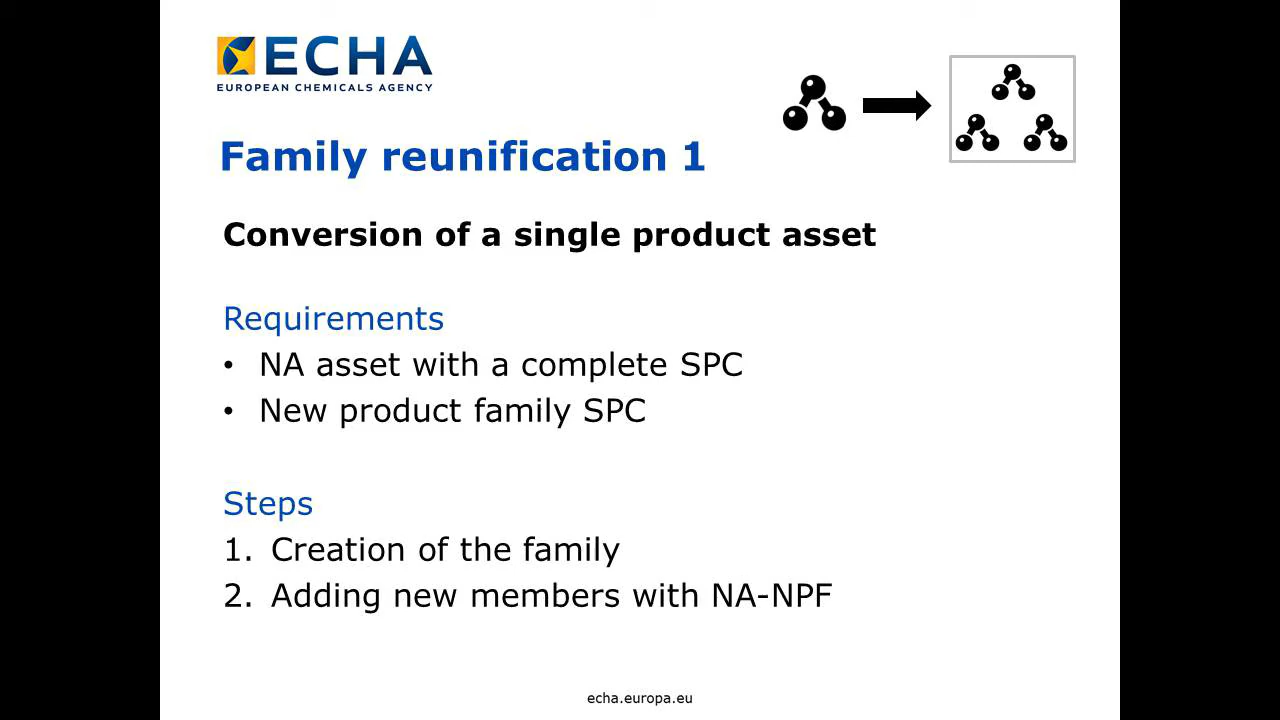 ECHA
EUROPEAN CHEMICALS AGENCY
Family reunification 1
Conversion of a single product asset
Requirements
• NA asset with a complete SPC
• New product family SPC
Steps
1. Creation of the family
2. Adding new members with NA-NPF
echa.europa.eu